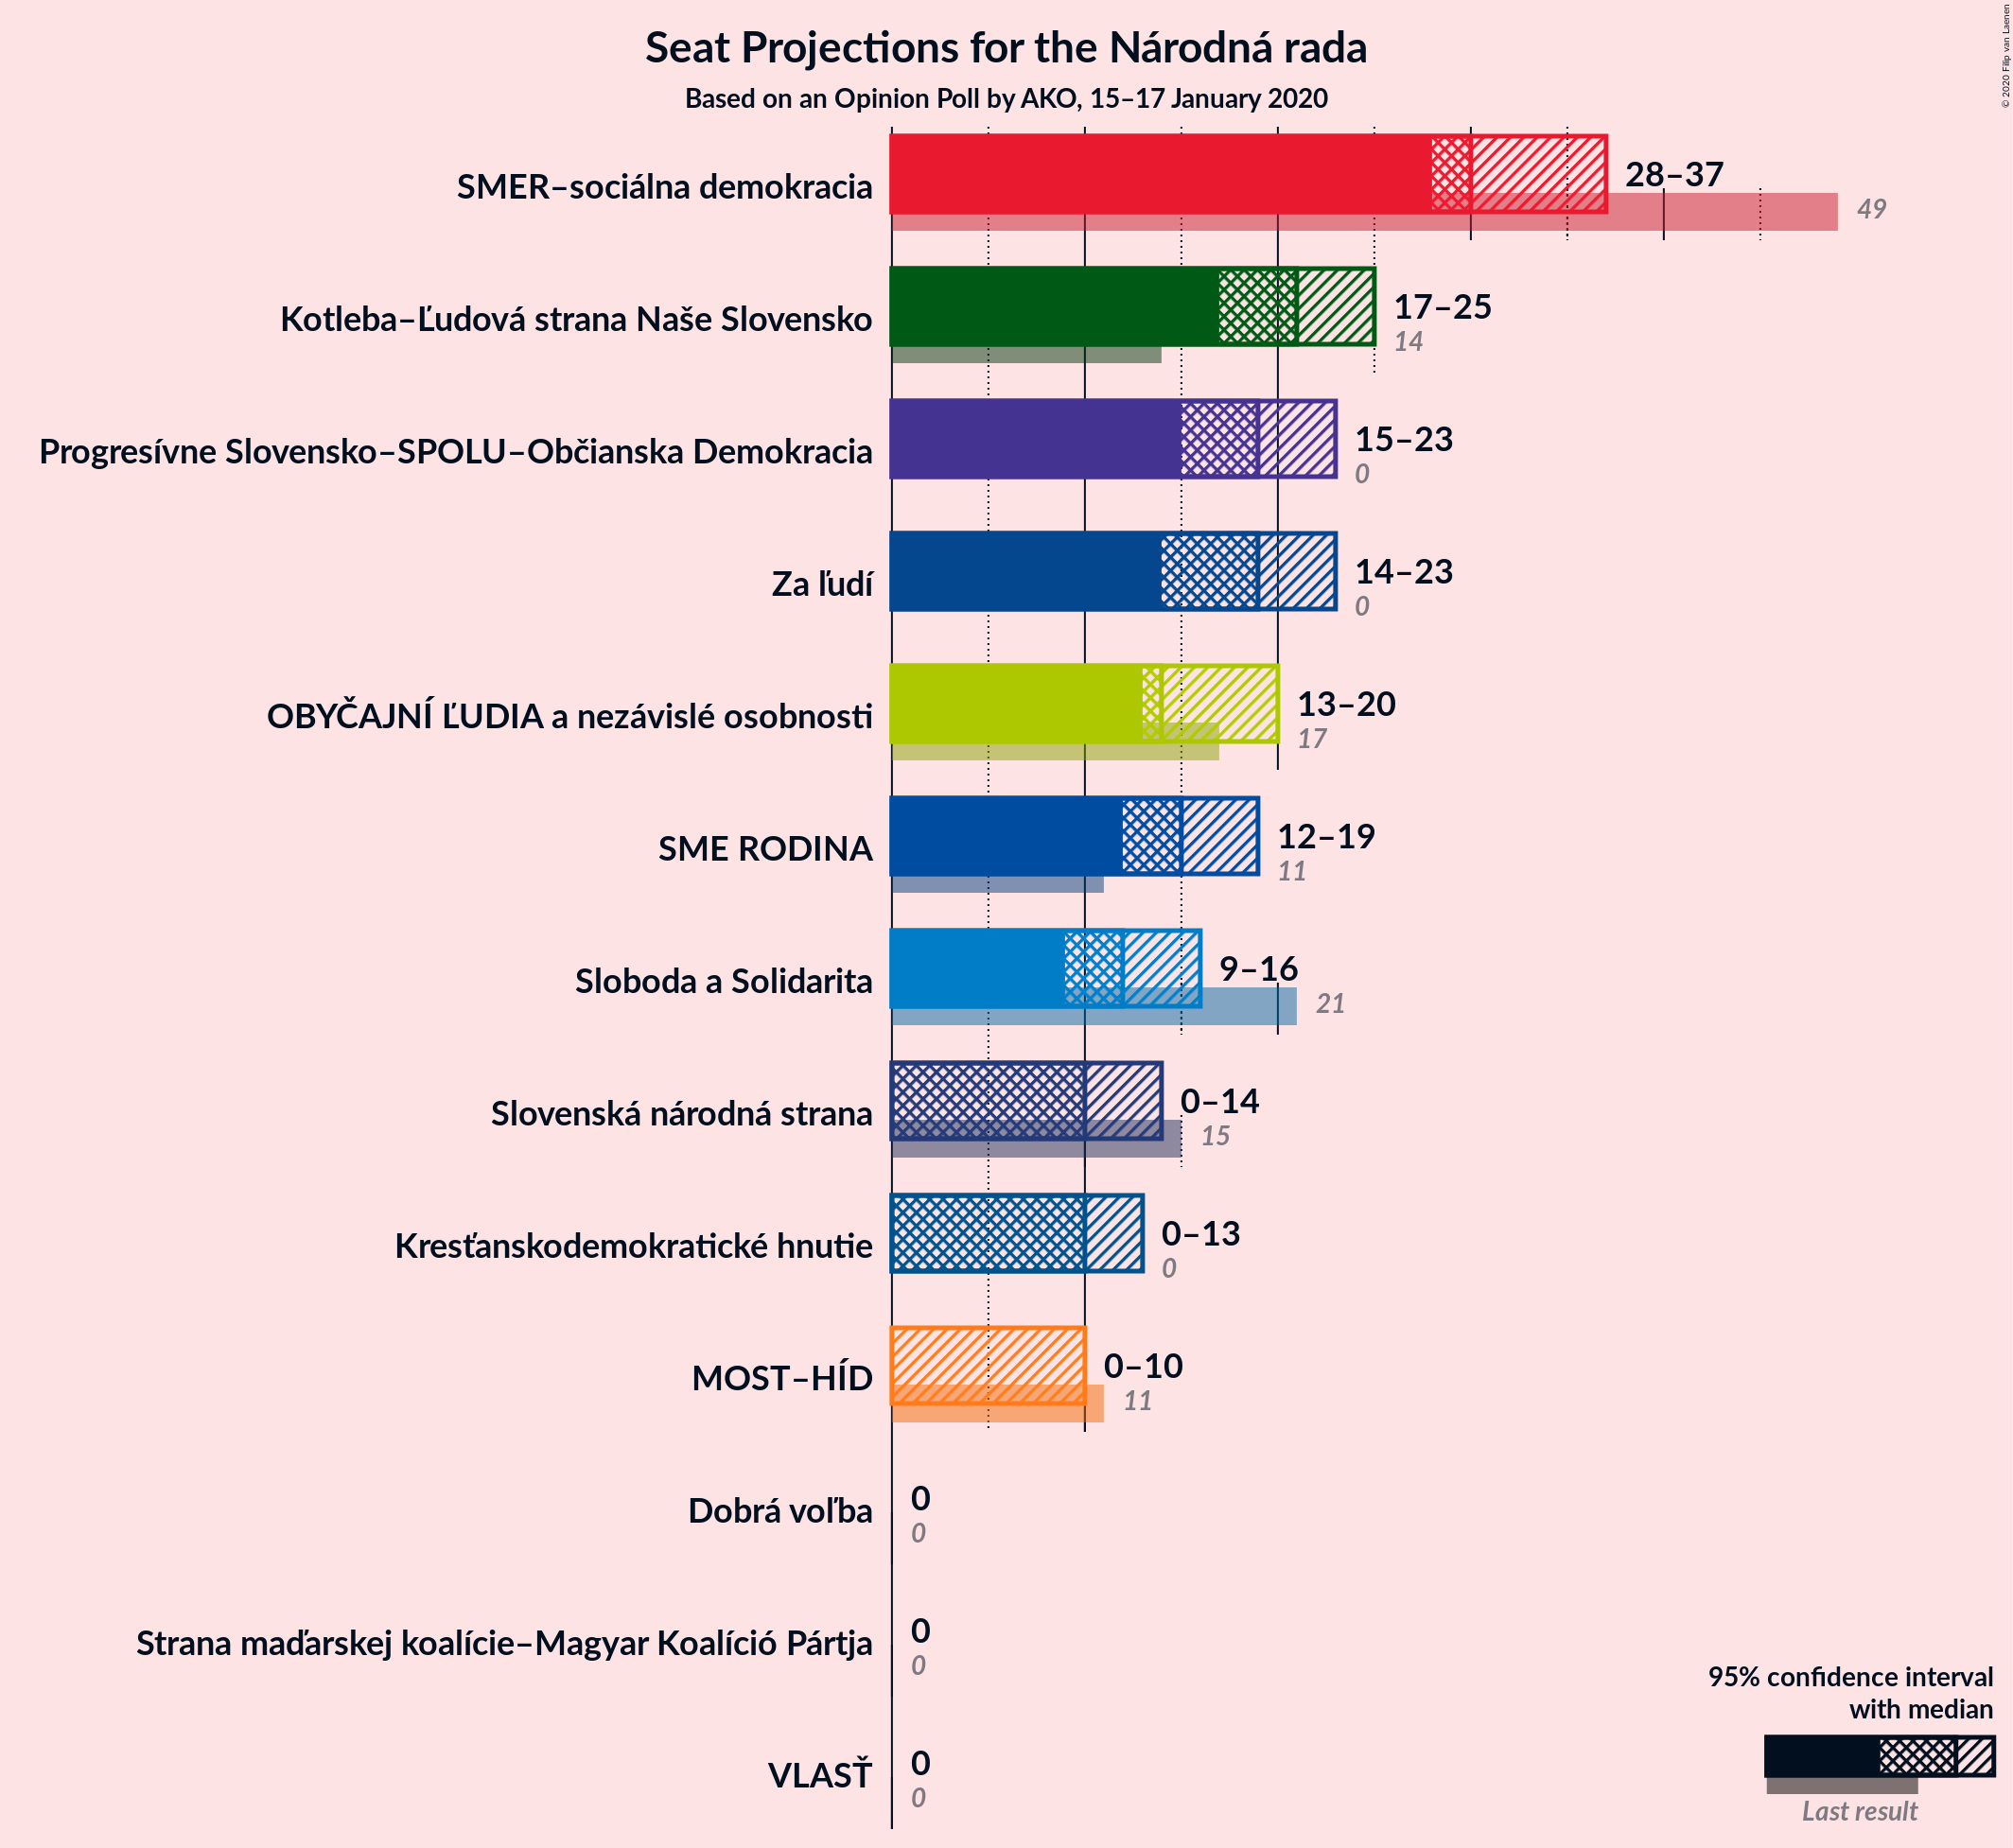 © 2020 Filip van Laenen
Seat Projections for the Národná rada
Based on an Opinion Poll by AKO, 15–17 January 2020
SMER–sociálna demokracia
28–37
49
Kotleba–Ľudová strana Naše Slovensko
17–25
14
Progresívne Slovensko–SPOLU–Občianska Demokracia
15–23
0
Za ľudí
14–23
0
OBYČAJNÍ ĽUDIA a nezávislé osobnosti
13–20
17
SME RODINA
12–19
11
Sloboda a Solidarita
9–16
21
Slovenská národná strana
0–14
15
Kresťanskodemokratické hnutie
0–13
0
MOST–HÍD
0–10
11
Dobrá voľba
0
0
Strana maďarskej koalície–Magyar Koalíció Pártja
0
0
VLASŤ
0
0
95% confidence interval
with median
Last result